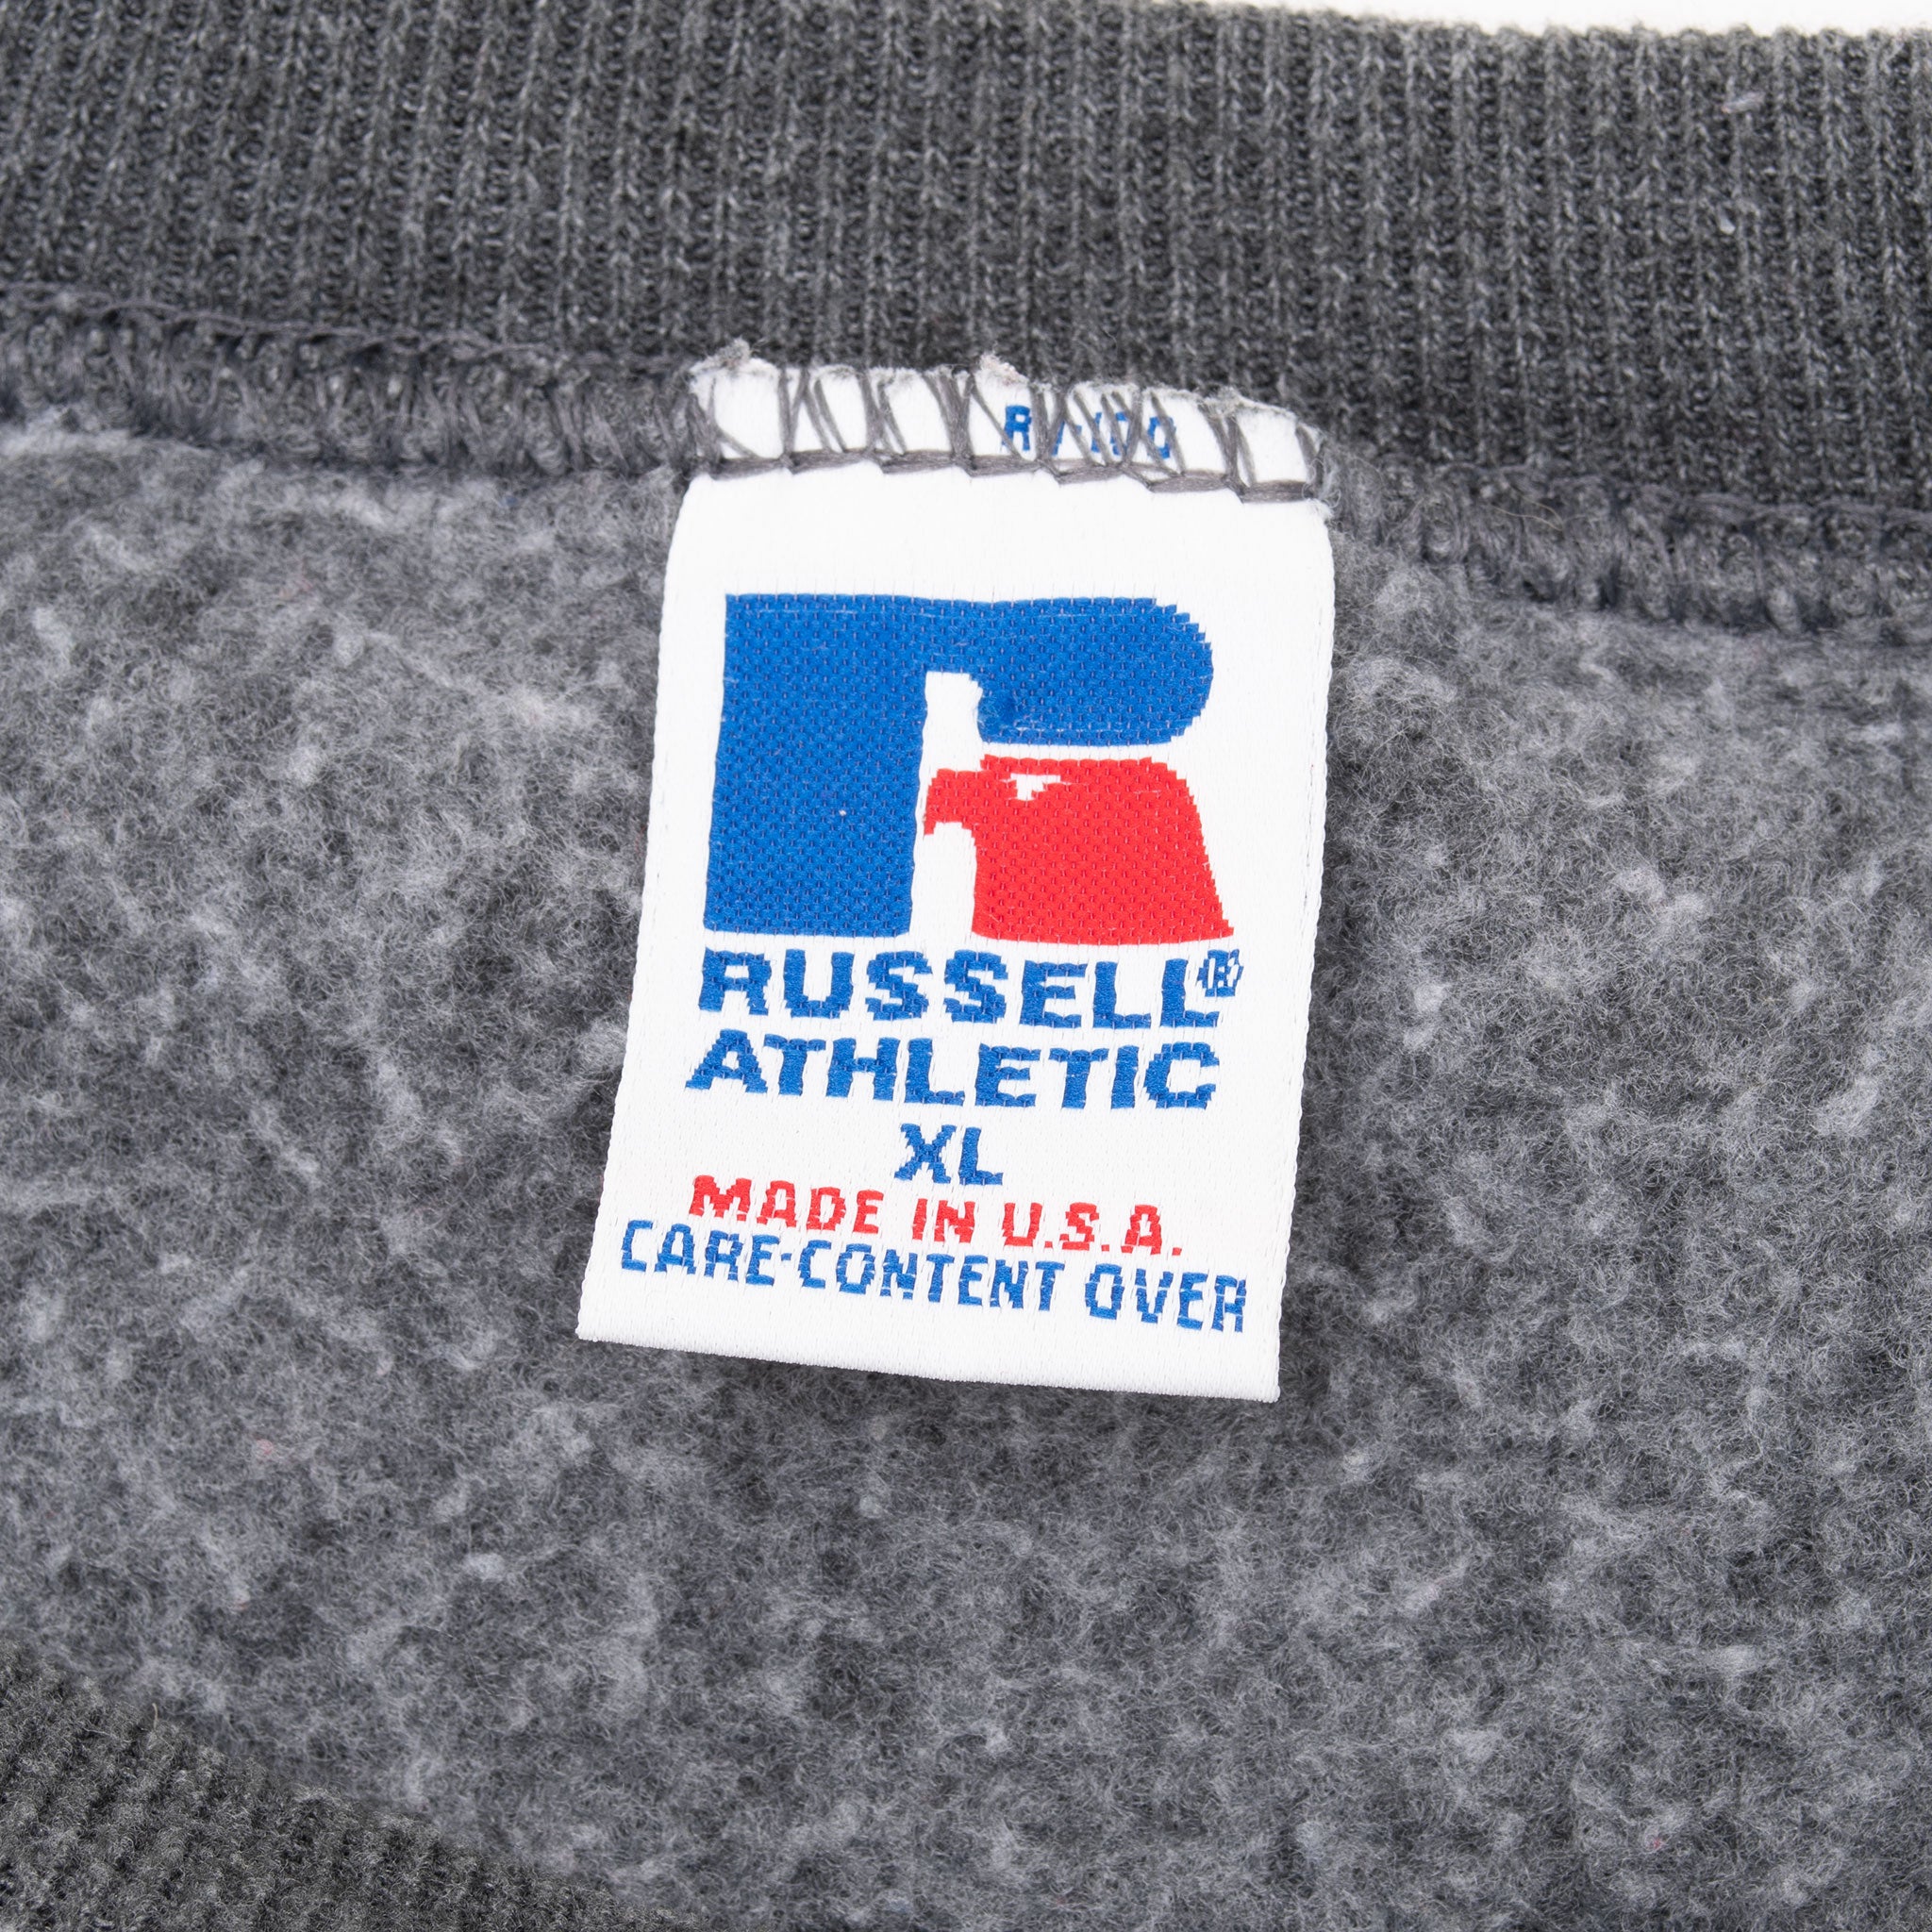 RUSSELL®
ATHLETIC
XL
MADE IN U.S.A.
CARE-CONTENT OVER